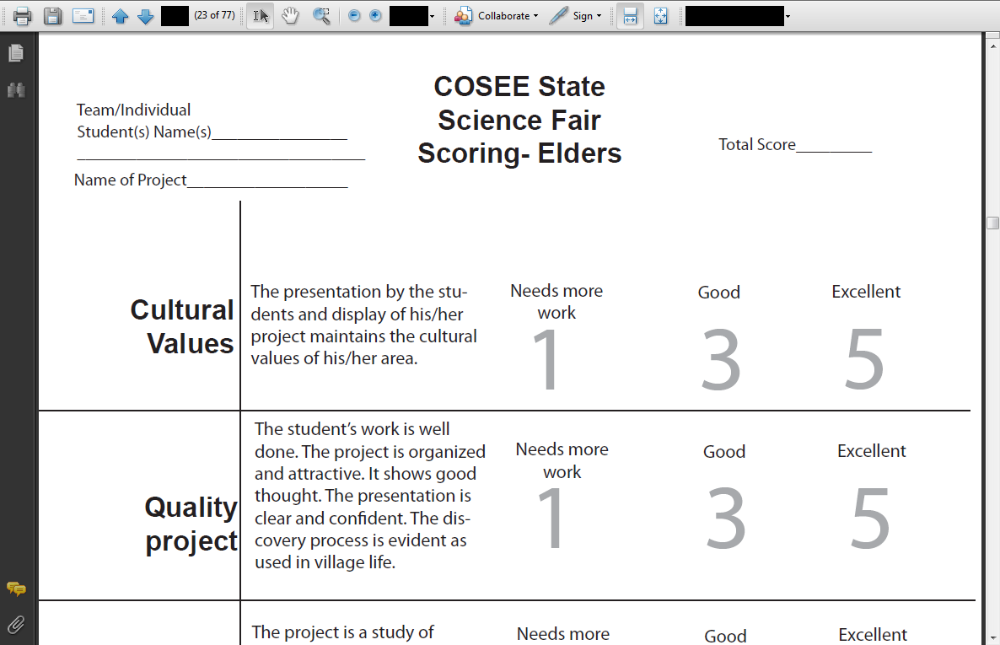 (23 of 77)
Collaborate
Sign
COSEE State
Science Fair
Scoring- Elders
Team/Individual
Student(s) Name(s)________________
__________________________________
Name of Project___________________
Total Score_________
Cultural
Values
The presentation by the stu-
dents and display of his/her
project maintains the cultural
values of his/her area.
Needs more
work
1
Good
3
Excellent
5
Quality
project
The student’s work is well
done. The project is organized
and attractive. It shows good
thought. The presentation is
clear and confident. The dis-
covery process is evident as
used in village life.
Needs more
work
1
Good
3
Excellent
5
The project is a study of
Needs more
Good
Excellent